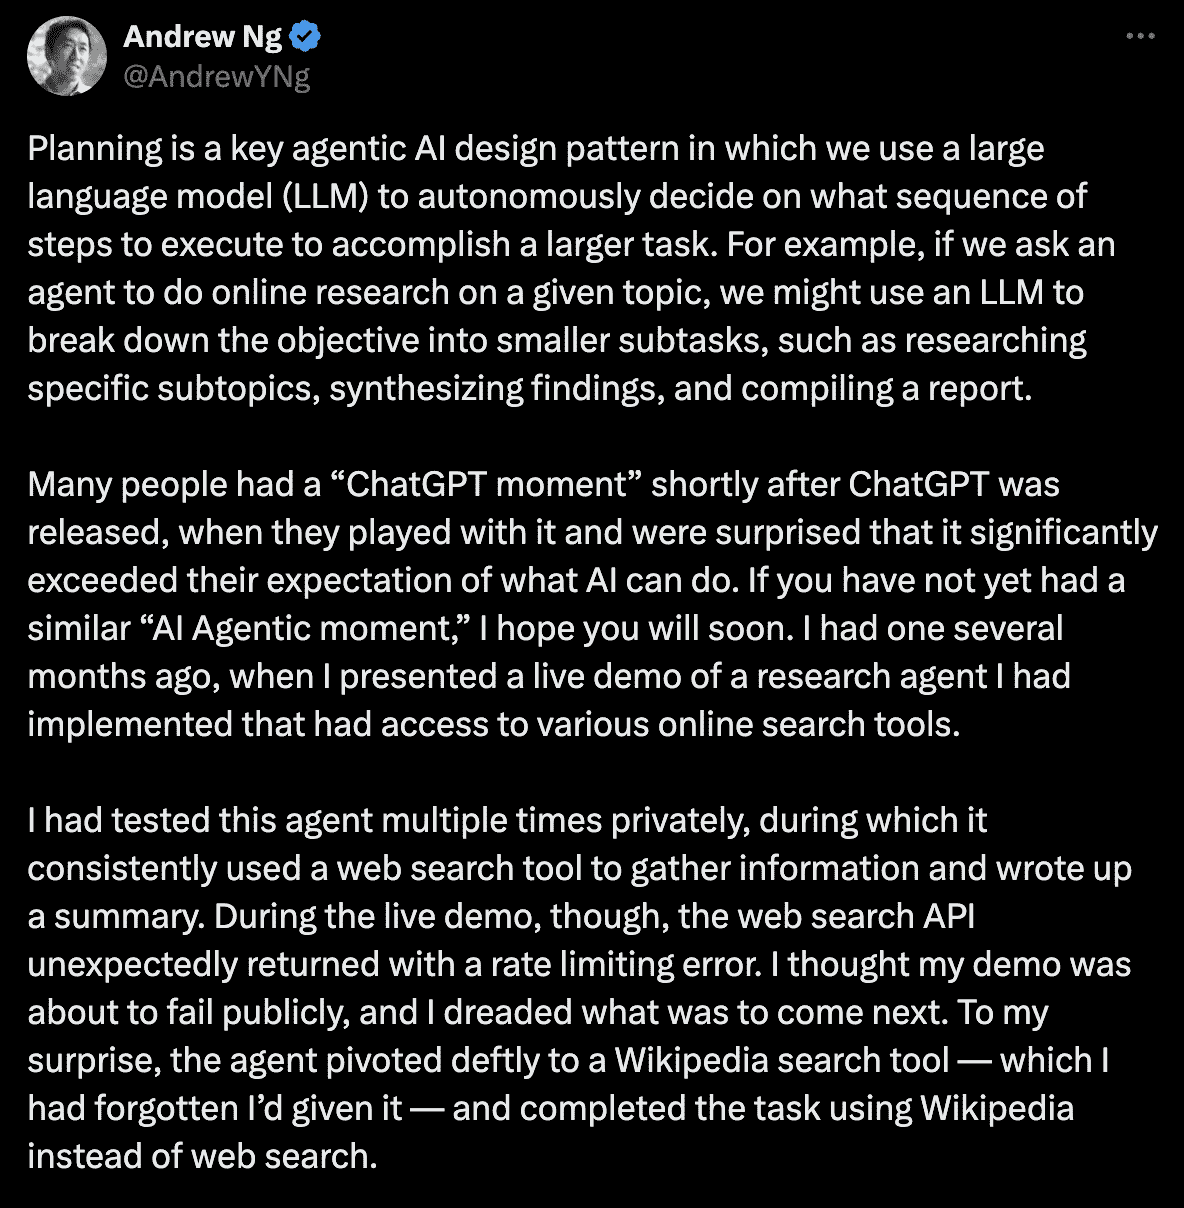 Andrew Ng
@AndrewYNg
Planning is a key agentic AI design pattern in which we use a large
language model (LLM) to autonomously decide on what sequence of
steps to execute to accomplish a larger task. For example, if we ask an
agent to do online research on a given topic, we might use an LLM to
break down the objective into smaller subtasks, such as researching
specific subtopics, synthesizing findings, and compiling a report.
Many people had a “ChatGPT moment” shortly after ChatGPT was
released, when they played with it and were surprised that it significantly
exceeded their expectation of what AI can do. If you have not yet had a
similar “AI Agentic moment,” I hope you will soon. I had one several
months ago, when I presented a live demo of a research agent I had
implemented that had access to various online search tools.
I had tested this agent multiple times privately, during which it
consistently used a web search tool to gather information and wrote up
a summary. During the live demo, though, the web search API
unexpectedly returned with a rate limiting error. I thought my demo was
about to fail publicly, and I dreaded what was to come next. To my
surprise, the agent pivoted deftly to a Wikipedia search tool — which I
had forgotten I’d given it — and completed the task using Wikipedia
instead of web search.